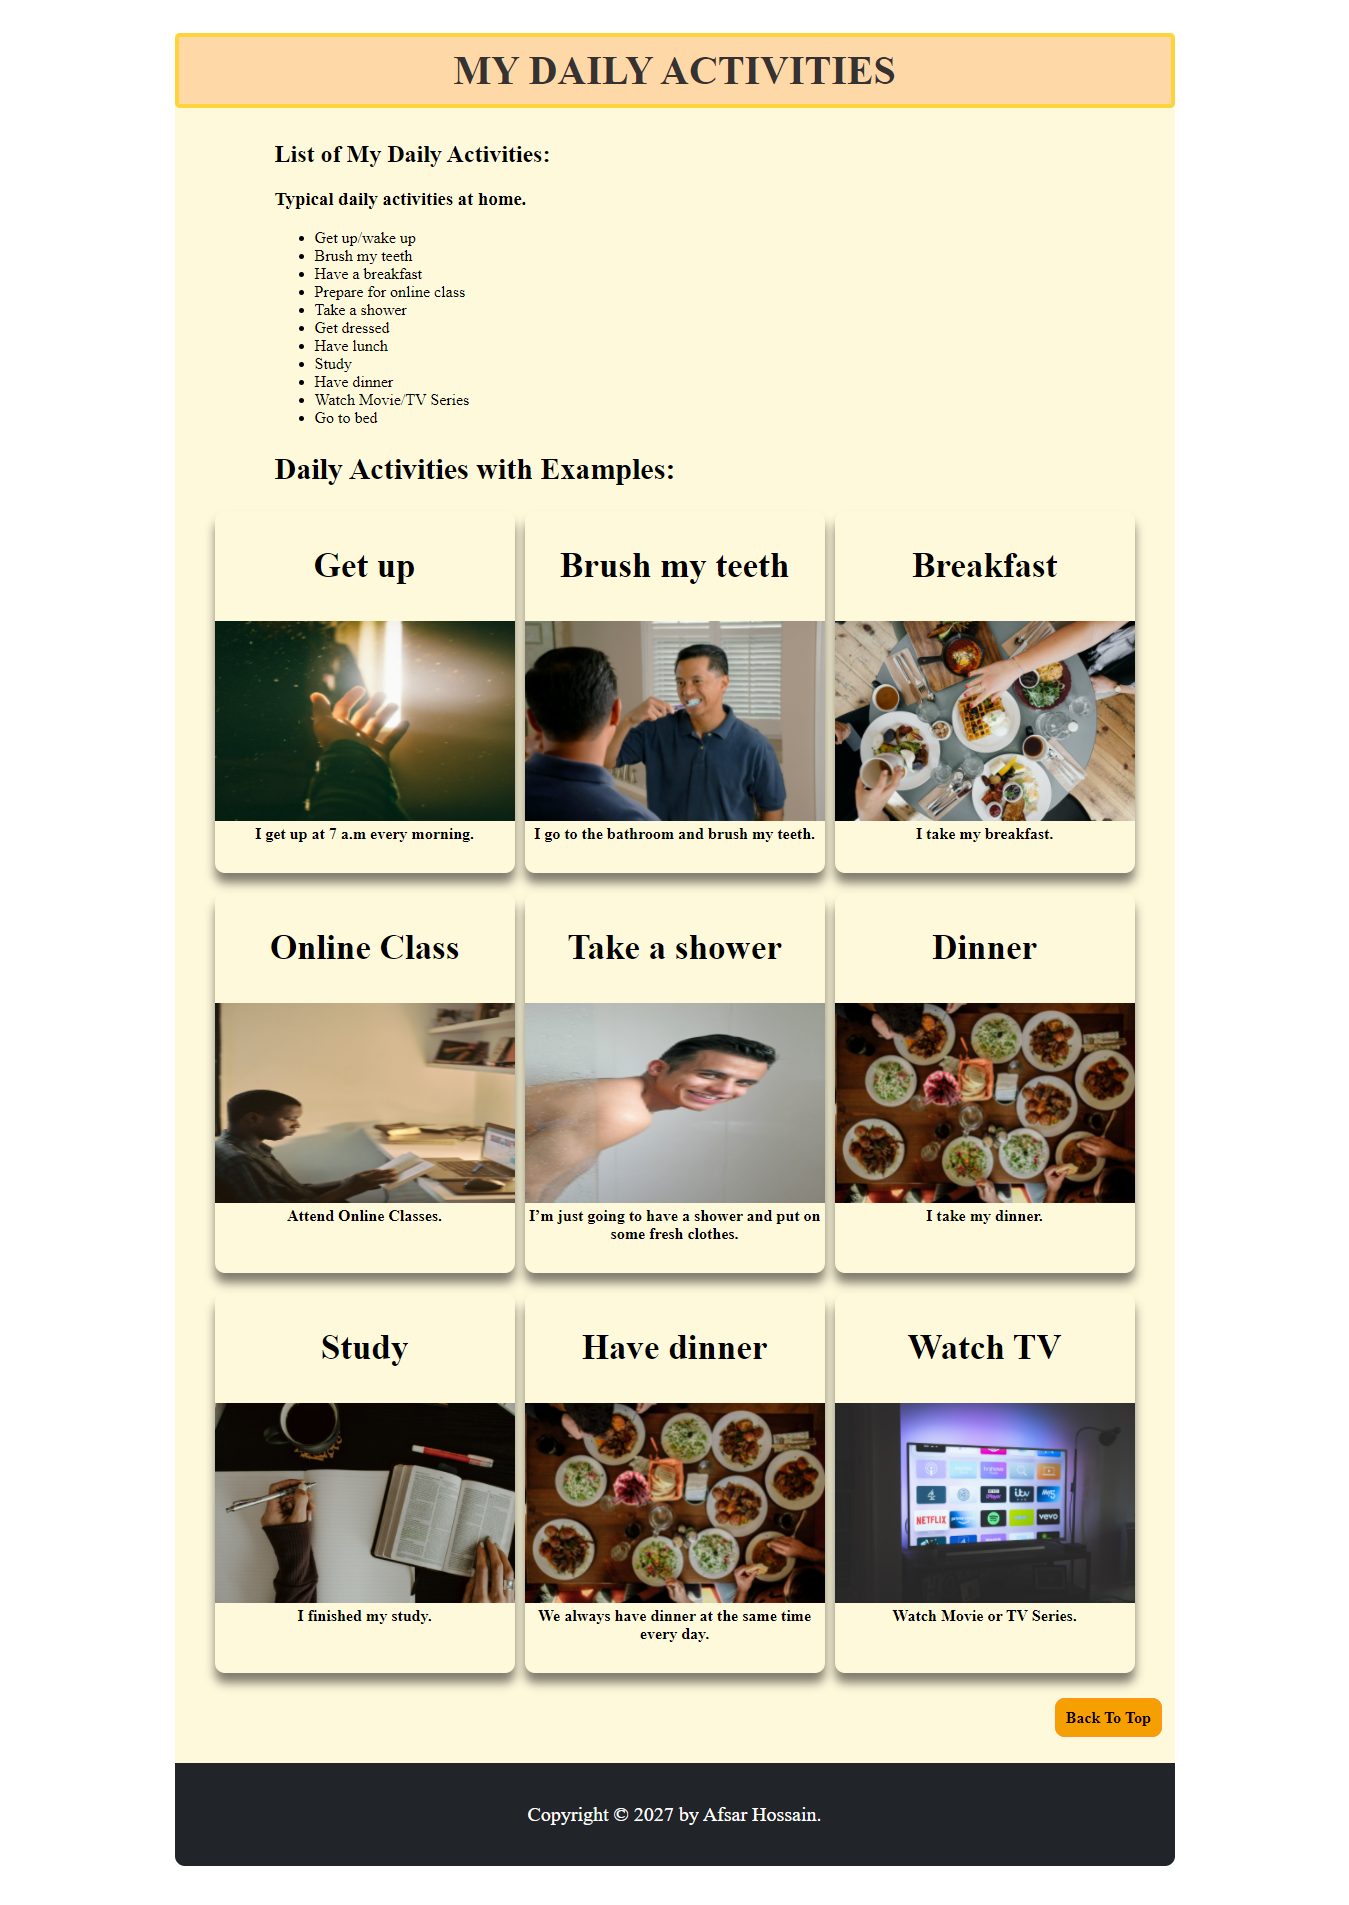 MY DAILY ACTIVITIES
List of My Daily Activities:
Typical daily activities at home.
Get up/wake up
Brush my teeth
Have a breakfast
Prepare for online class
Take a shower
Get dressed
Have lunch
Study
Have dinner
Watch Movie/TV Series
Go to bed
Daily Activities with Examples:
Get up
I get up at 7 a.m every morning.
Brush my teeth
I go to the bathroom and brush my teeth.
Breakfast
I take my breakfast.
Online Class
Attend Online Classes.
Take a shower
I'm just going to have a shower and put on
some fresh clothes.
Dinner
I take my dinner.
Study
I finished my study.
Have dinner
We always have dinner at the same time
every day.
Watch TV
itv
My5
NETFLIX
vevo
Watch Movie or TV Series.
Back To Top
Copyright © 2027 by Afsar Hossain.